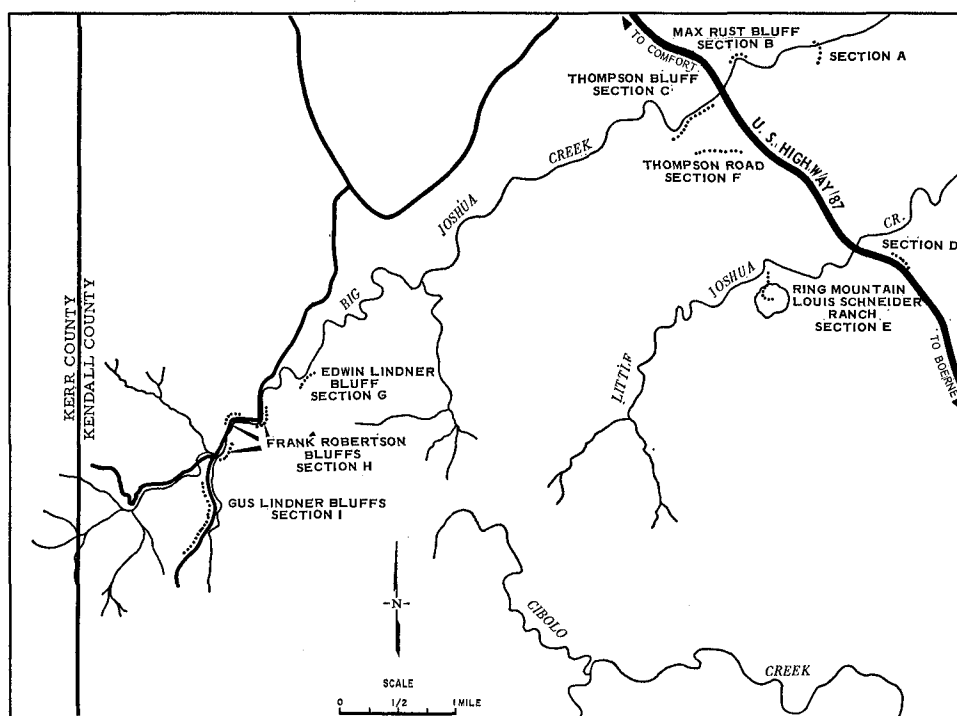 MAX RUST BLUFF
SECTION B
TO COMFORT
SECTION A
THOMPSON BLUFF
SECTION C
U. S. HIGHWAY 87
BIG JOSHUA CREEK
THOMPSON ROAD
SECTION F
LITTLE JOSHUA CR.
SECTION D
RING MOUNTAIN
LOUIS SCHNEIDER
RANCH
SECTION E
TO BOERNE
KERR COUNTY
KENDALL COUNTY
EDWIN LINDNER
BLUFF
SECTION G
FRANK ROBERTSON
BLUFFS
SECTION H
GUS LINDNER BLUFFS
SECTION I
N
CIBOLO CREEK
SCALE
0 1/2 1 MILE